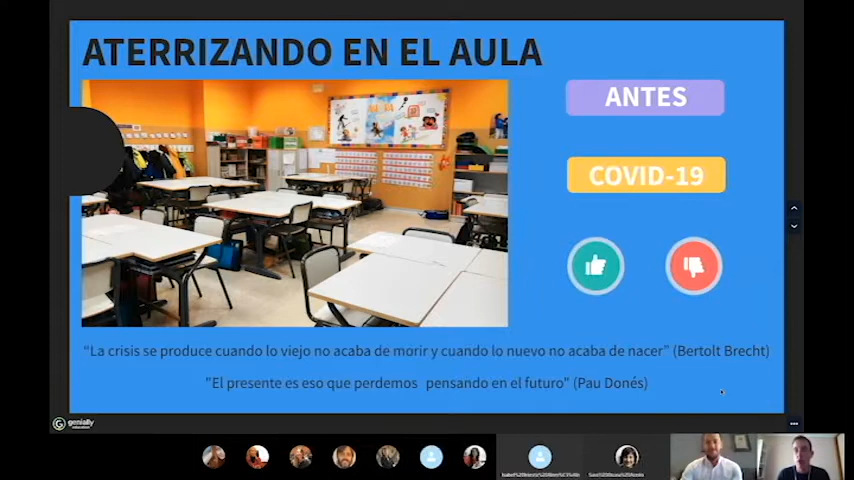 ATERRIZANDO EN EL AULA
ANTES
COVID-19
“La crisis se produce cuando lo viejo no acaba de morir y cuando lo nuevo no acaba de nacer” (Bertolt Brecht)
"El presente es eso que perdemos pensando en el futuro" (Pau Donés)
genially